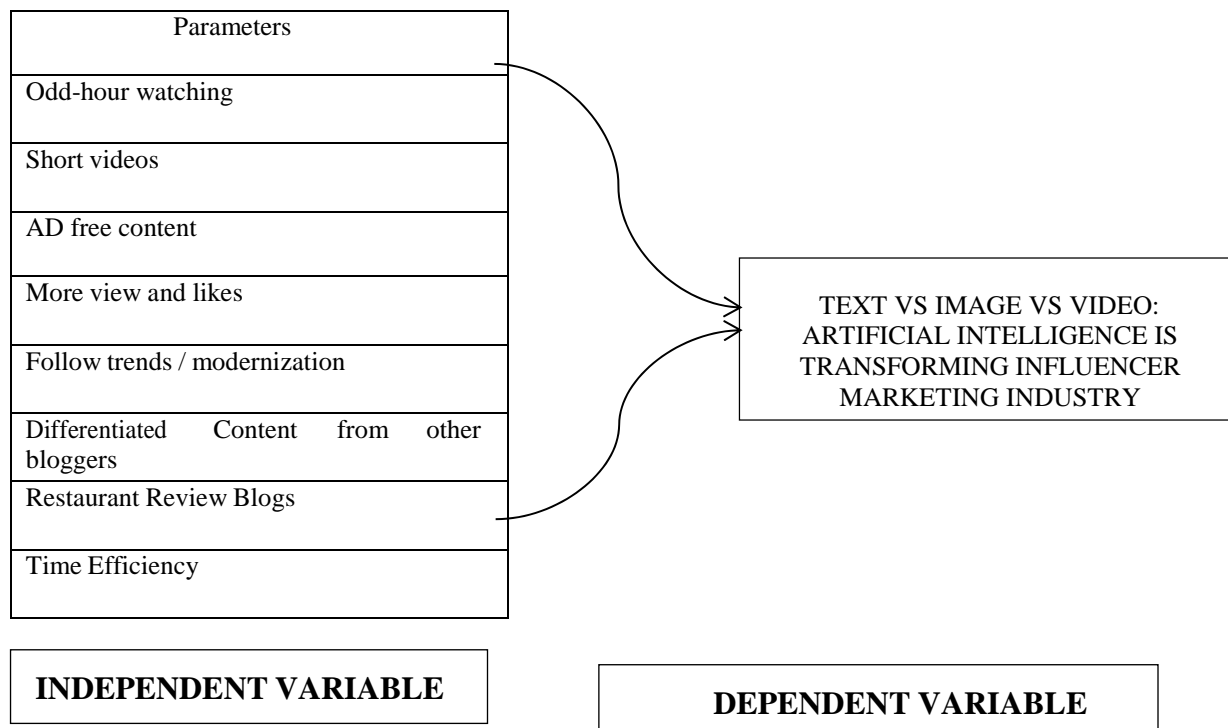 Parameters
Odd-hour watching
Short videos
AD free content
More view and likes
Follow trends / modernization
Differentiated Content from other
bloggers
Restaurant Review Blogs
Time Efficiency
TEXT VS IMAGE VS VIDEO:
ARTIFICIAL INTELLIGENCE IS
TRANSFORMING INFLUENCER
MARKETING INDUSTRY
INDEPENDENT VARIABLE
DEPENDENT VARIABLE